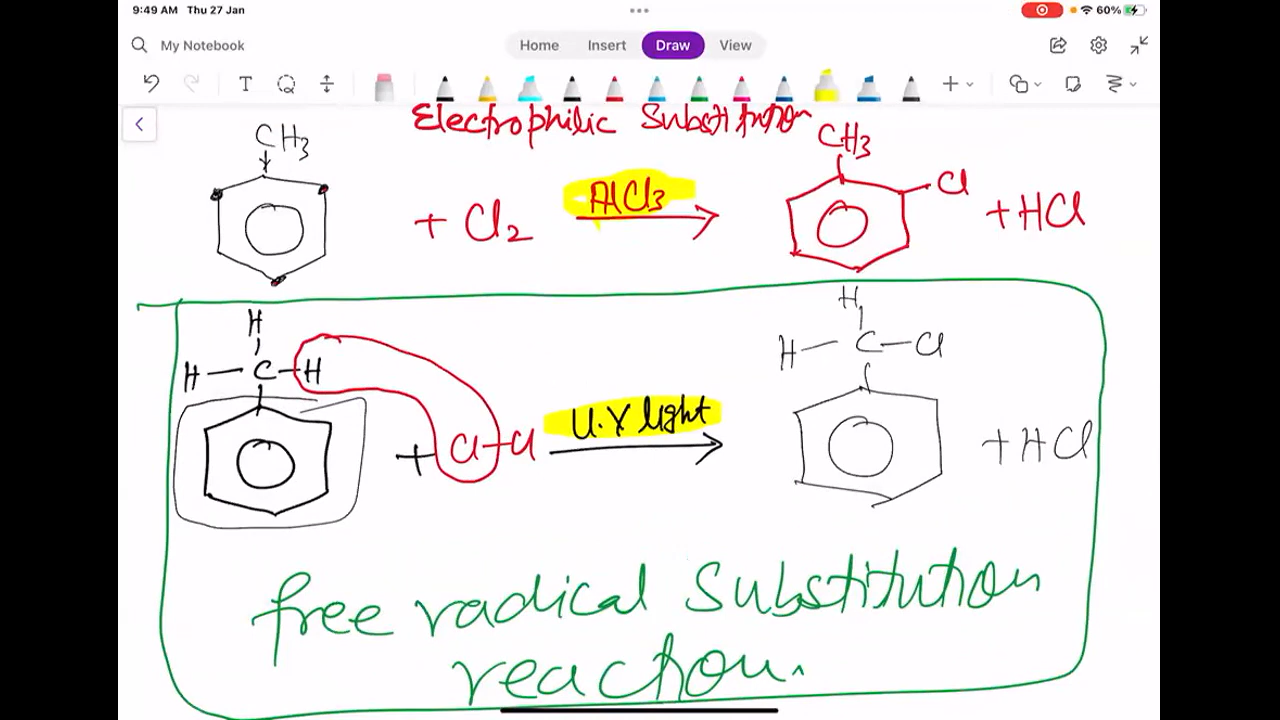 9:49 AM Thu 27 Jan
60%
My Notebook
Home Insert Draw View
Electrophilic Substitution
CH3 CH3
+ Cl2 AlCl3 Cl + HCl
H H
H C H H C Cl
+ Cl Cl U.V light + HCl
free radical Substitution
reaction.